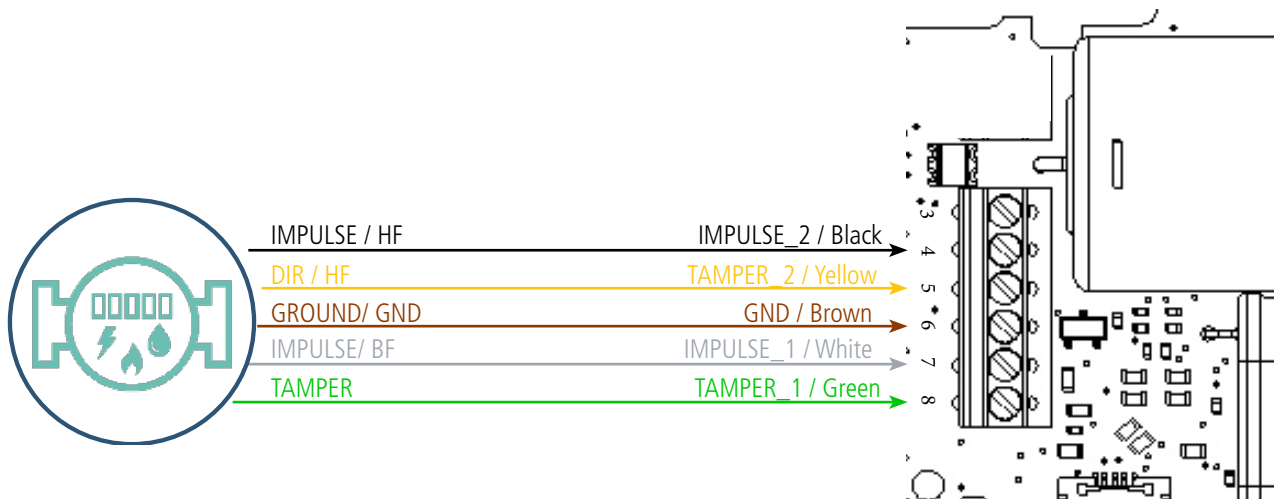 3
IMPULSE / HF IMPULSE_2 / Black 4
DIR / HF TAMPER_2 / Yellow 5
GROUND/ GND GND / Brown 6
IMPULSE/ BF IMPULSE_1 / White 7
TAMPER TAMPER_1 / Green 8